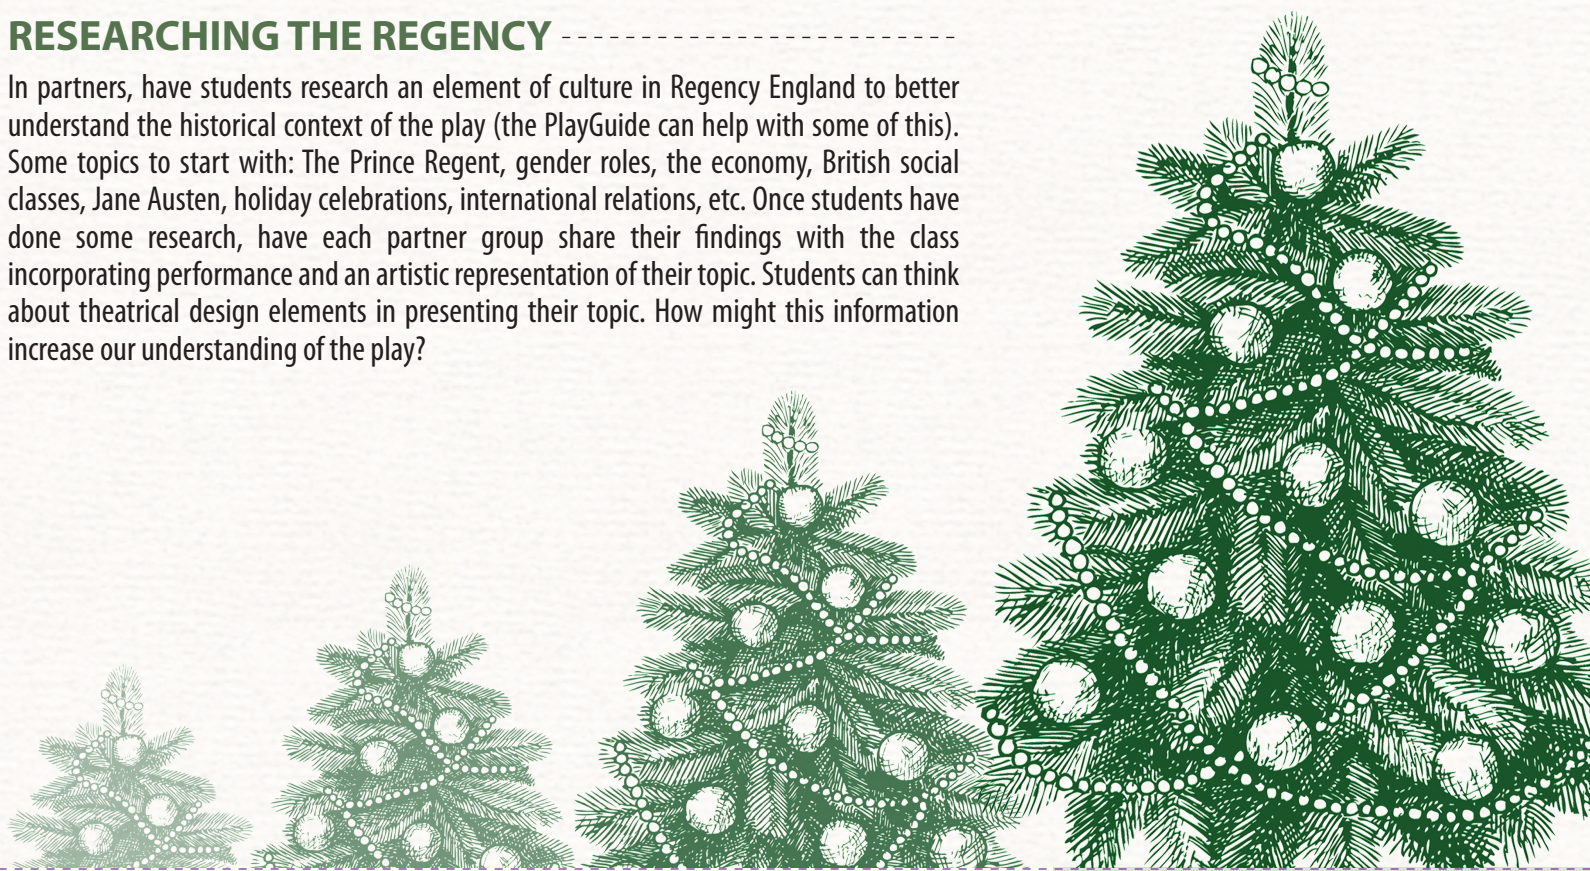 RESEARCHING THE REGENCY
In partners, have students research an element of culture in Regency England to better
understand the historical context of the play (the PlayGuide can help with some of this).
Some topics to start with: The Prince Regent, gender roles, the economy, British social
classes, Jane Austen, holiday celebrations, international relations, etc. Once students have
done some research, have each partner group share their findings with the class
incorporating performance and an artistic representation of their topic. Students can think
about theatrical design elements in presenting their topic. How might this information
increase our understanding of the play?